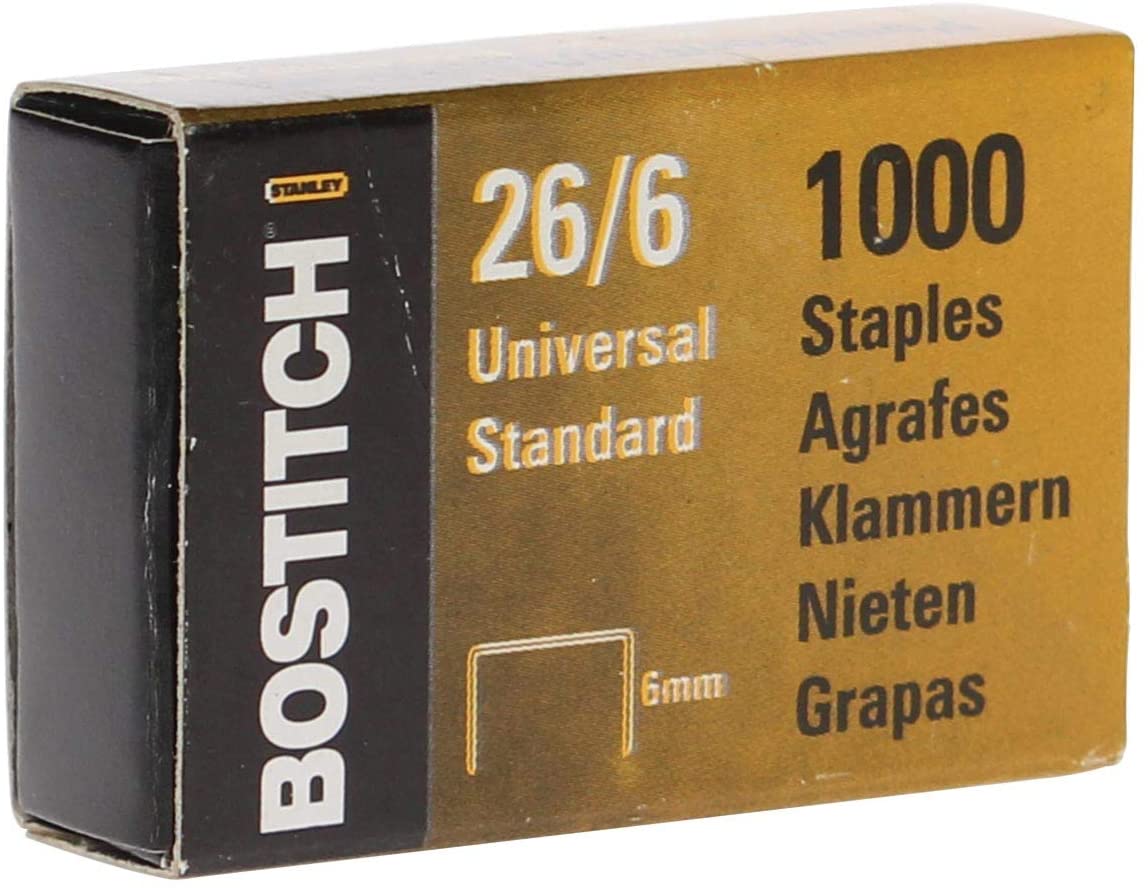 STANLEY
BOSTITCH®
26/6
Universal
Standard
6mm
1000
Staples
Agrafes
Klammern
Nieten
Grapas